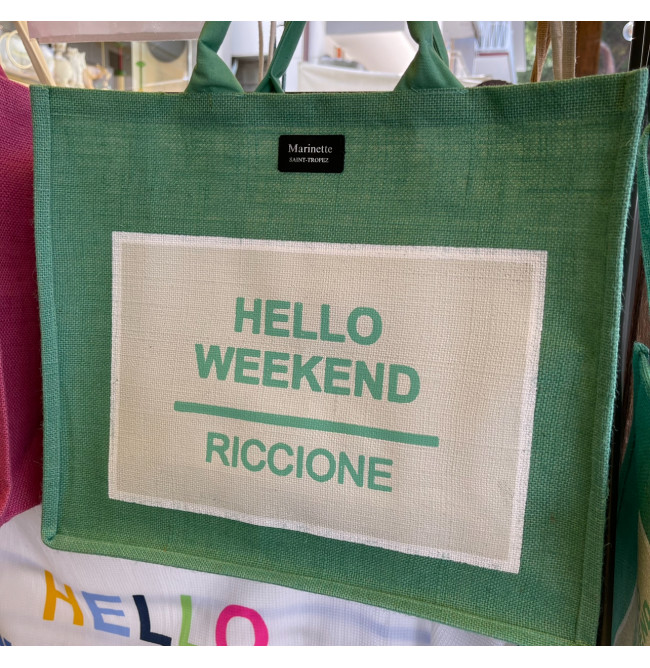 Marinette
SAINT-TROPEZ
HELLO
WEEKEND
RICCIONE
HELLO